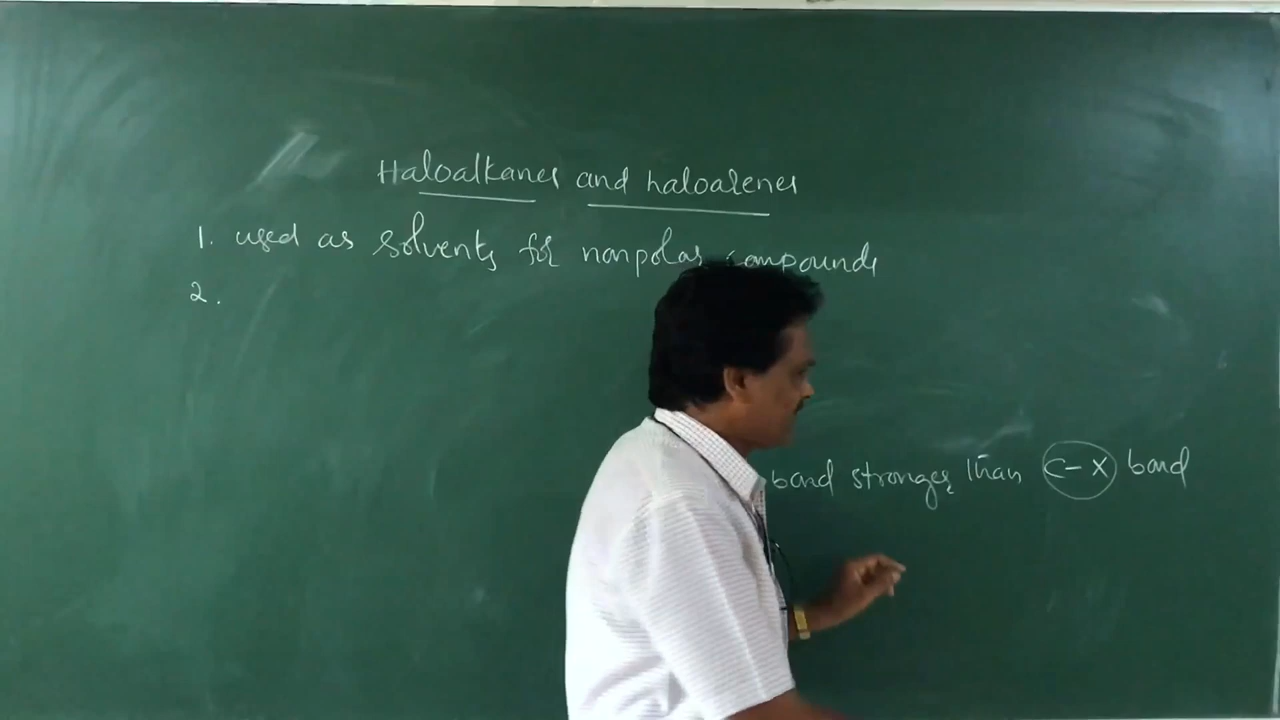 Haloalkanes and haloarenes
1. used as solvents for nonpolar compounds
2.
bond stronger than C-X bond